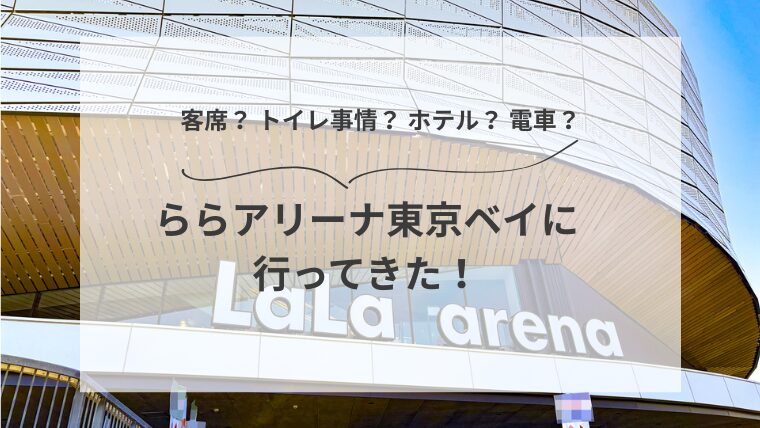 客席？ トイレ事情？ ホテル？ 電車？
ららアリーナ東京ベイに
行ってきた！
LaLa arena